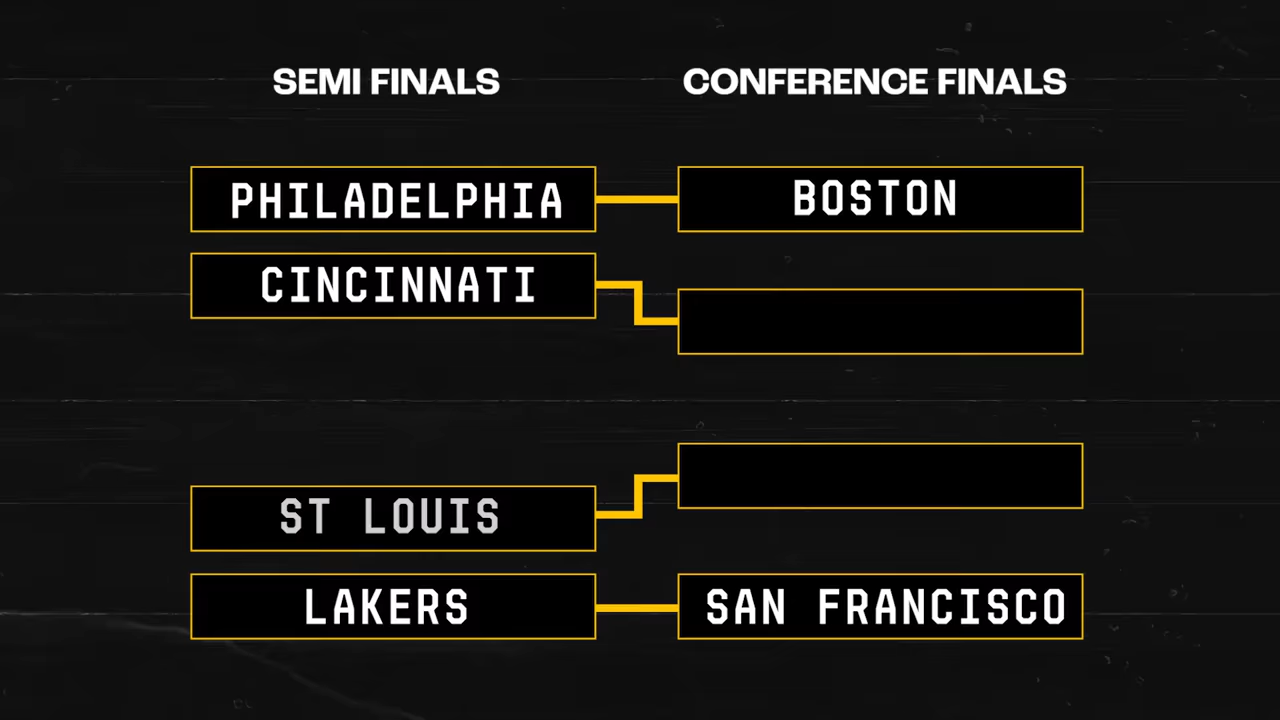 SEMI FINALS
CONFERENCE FINALS
PHILADELPHIA
BOSTON
CINCINNATI
ST LOUIS
LAKERS
SAN FRANCISCO